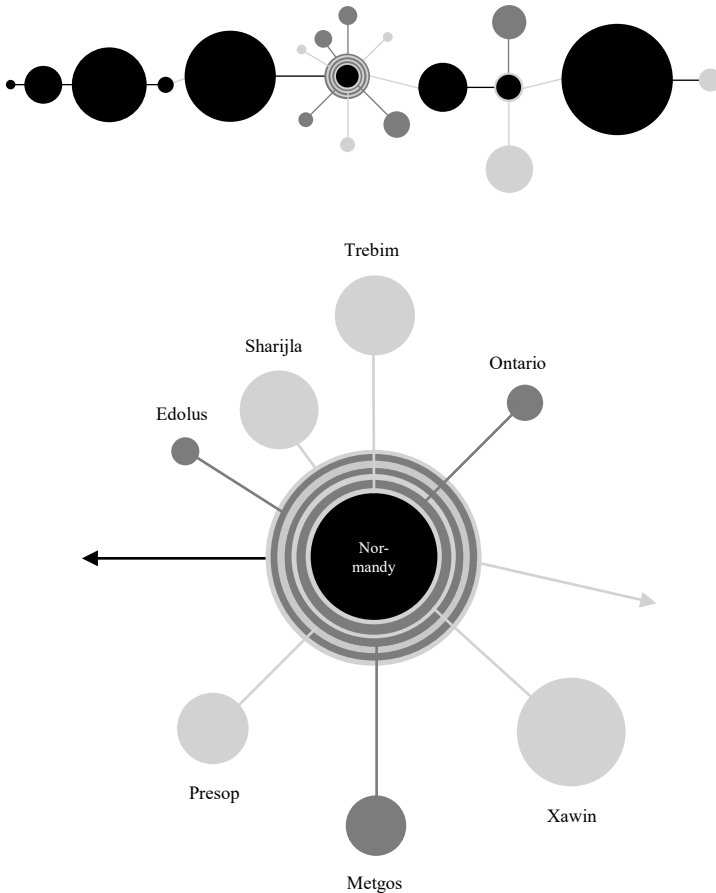 Trebim
Sharijla
Ontario
Edolus
Nor-
mandy
Presop
Xawin
Metgos